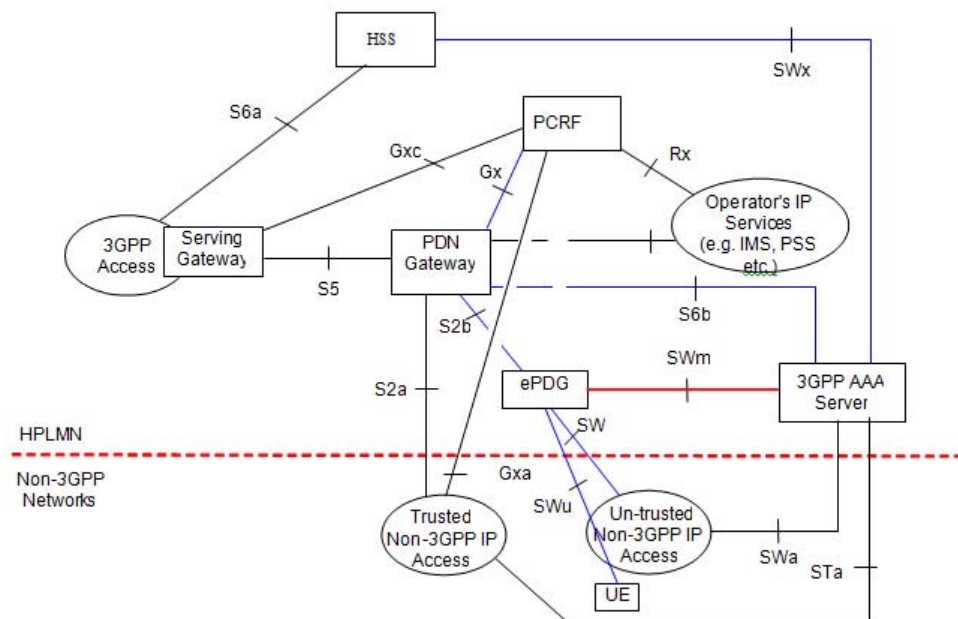 HSS
SWx
S6a
PCRF
Gxc
Gx
Rx
Operator's IP
Services
(e.g. IMS, PSS
etc.)
3GPP
Access
Serving
Gateway
PDN
Gateway
S5
S2b
S6b
SWm
ePDG
3GPP AAA
Server
S2a
SW
HPLMN
Non-3GPP
Networks
Gxa
SWu
Trusted
Non-3GPP IP
Access
Un-trusted
Non-3GPP IP
Access
SWa
STa
UE